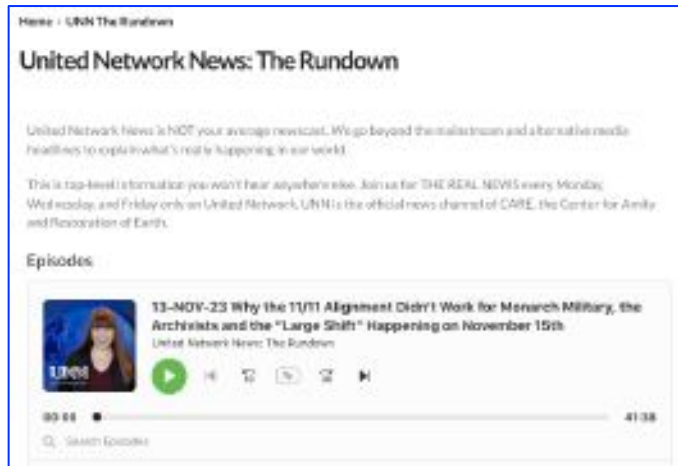 Home › UNN The Rundown
United Network News: The Rundown
United Network News is NOT your average newscast. We go beyond the mainstream and alternative media
headlines to explain what's really happening in our world.
This is top-level information you won't hear anywhere else. Join us for THE REAL NEWS every Monday,
Wednesday, and Friday only on United Network. UNN is the official news channel of CARE, the Center for Amity
and Restoration of Earth.
Episodes
13-NOV-23 Why the 11/11 Alignment Didn't Work for Monarch Military, the
Archivists and the "Large Shift" Happening on November 15th
United Network News: The Rundown
UNN
00:00
41:38
Search Episodes